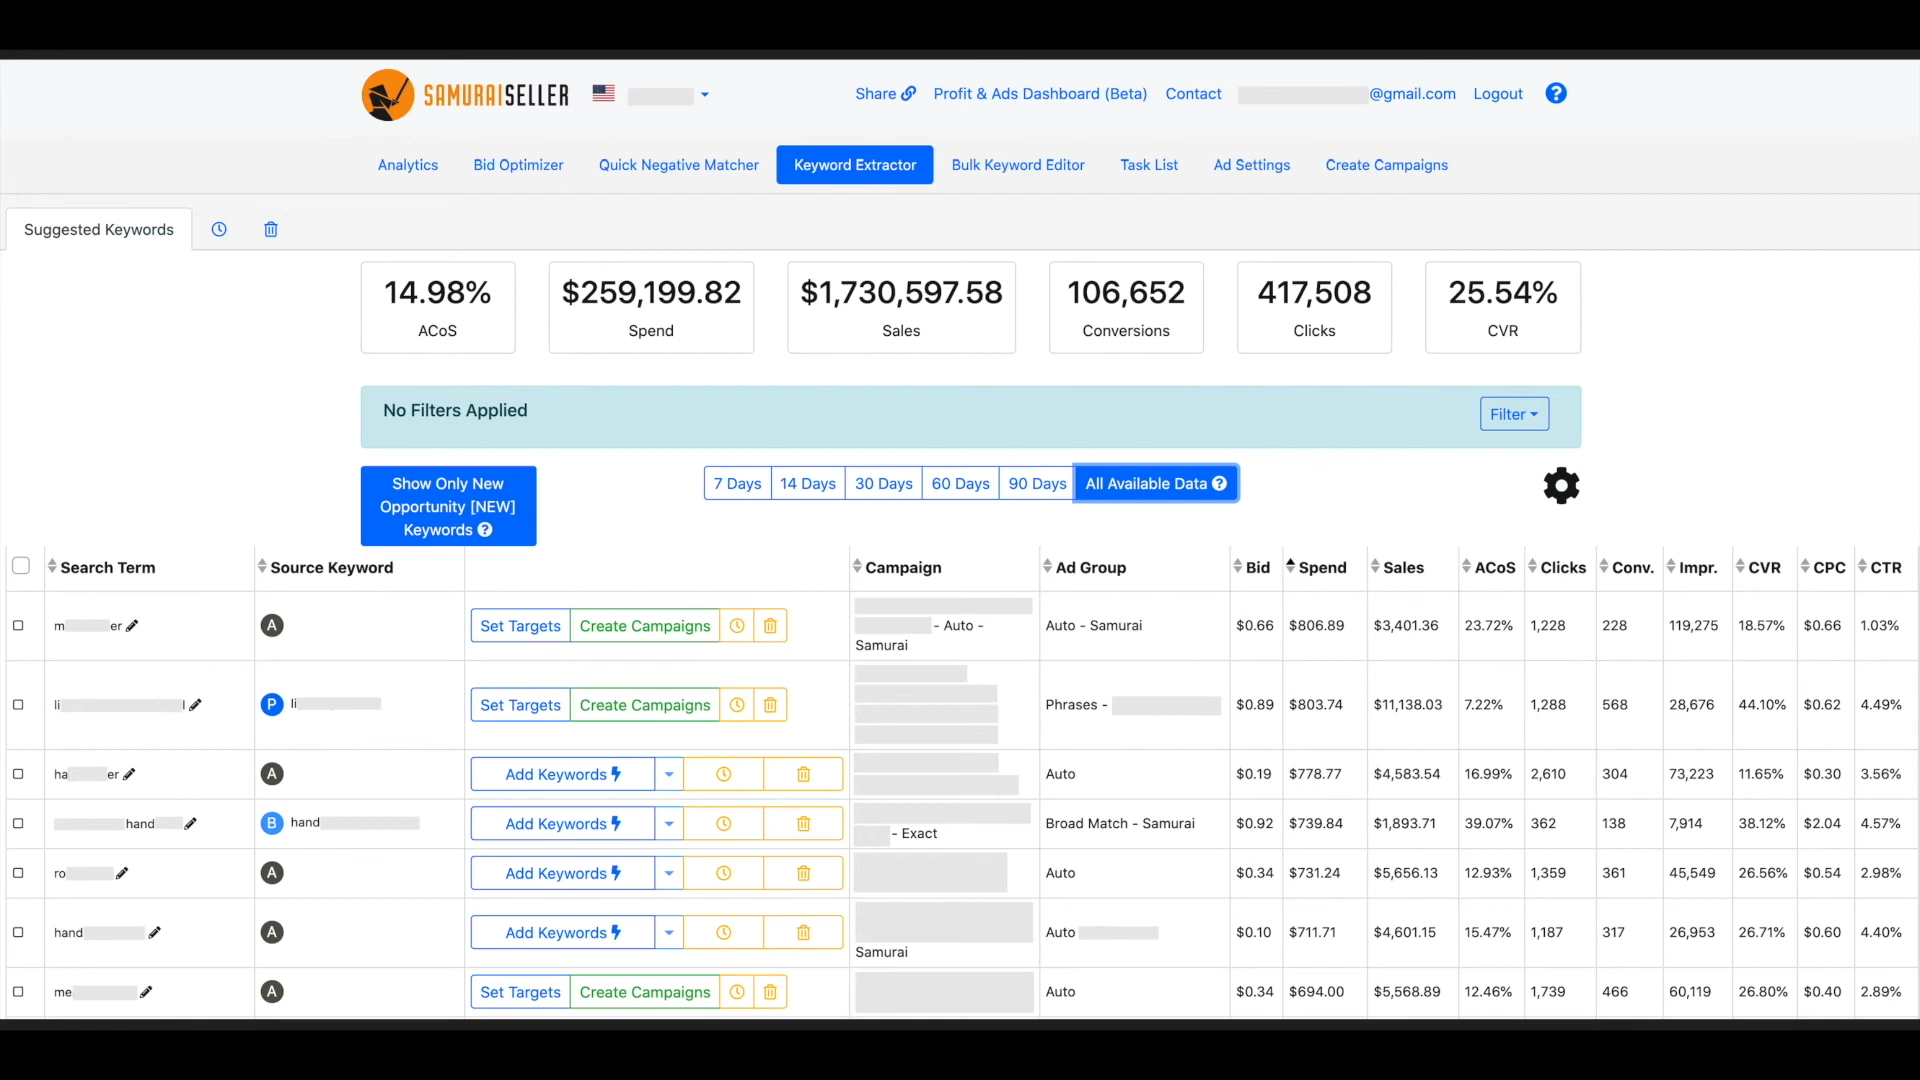 SAMURAISELLER
Share
Profit & Ads Dashboard (Beta)
Contact
@gmail.com
Logout
?
Analytics
Bid Optimizer
Quick Negative Matcher
Keyword Extractor
Bulk Keyword Editor
Task List
Ad Settings
Create Campaigns
Suggested Keywords
14.98%
ACoS
$259,199.82
Spend
$1,730,597.58
Sales
106,652
Conversions
417,508
Clicks
25.54%
CVR
No Filters Applied
Filter
Show Only New
Opportunity [NEW]
Keywords ?
7 Days 14 Days 30 Days 60 Days 90 Days All Available Data ?
Search Term Source Keyword Campaign Ad Group Bid Spend Sales ACoS Clicks Conv. Impr. CVR CPC CTR
m er A Set Targets Create Campaigns - Auto - Samurai Auto - Samurai $0.66 $806.89 $3,401.36 23.72% 1,228 228 119,275 18.57% $0.66 1.03%
li l P li Set Targets Create Campaigns Phrases - $0.89 $803.74 $11,138.03 7.22% 1,288 568 28,676 44.10% $0.62 4.49%
ha er A Add Keywords Auto $0.19 $778.77 $4,583.54 16.99% 2,610 304 73,223 11.65% $0.30 3.56%
hand B hand Add Keywords - Exact Broad Match - Samurai $0.92 $739.84 $1,893.71 39.07% 362 138 7,914 38.12% $2.04 4.57%
ro A Add Keywords Auto $0.34 $731.24 $5,656.13 12.93% 1,359 361 45,549 26.56% $0.54 2.98%
hand A Add Keywords Samurai Auto $0.10 $711.71 $4,601.15 15.47% 1,187 317 26,953 26.71% $0.60 4.40%
me A Set Targets Create Campaigns Auto $0.34 $694.00 $5,568.89 12.46% 1,739 466 60,119 26.80% $0.40 2.89%